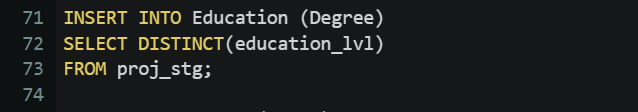 71 INSERT INTO Education (Degree)
72 SELECT DISTINCT(education_lvl)
73 FROM proj_stg;
74